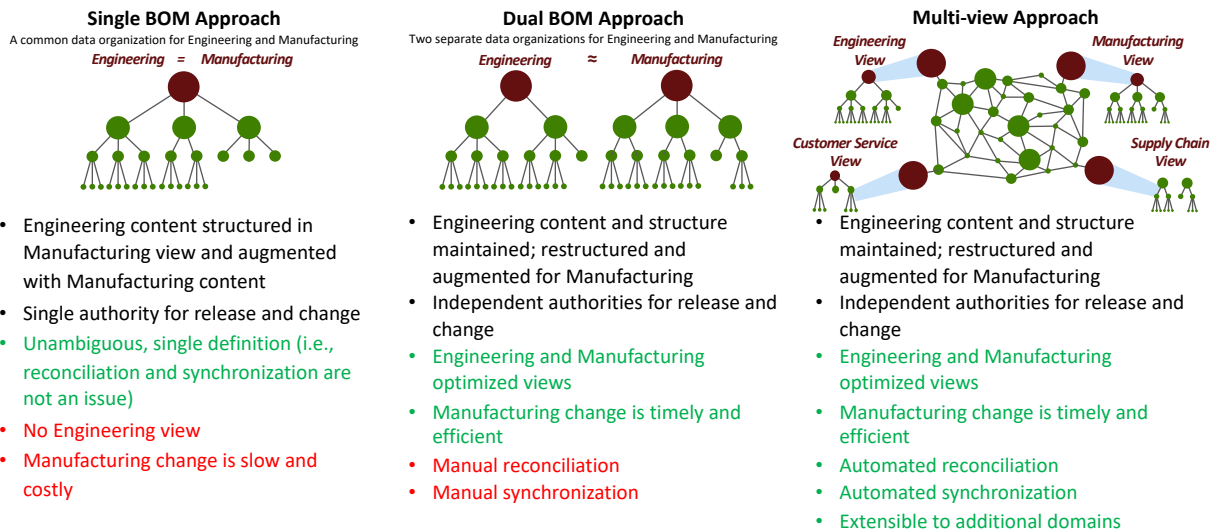 Single BOM Approach
A common data organization for Engineering and Manufacturing
Engineering = Manufacturing
• Engineering content structured in
Manufacturing view and augmented
with Manufacturing content
• Single authority for release and change
• Unambiguous, single definition (i.e.,
reconciliation and synchronization are
not an issue)
• No Engineering view
• Manufacturing change is slow and
costly
Dual BOM Approach
Two separate data organizations for Engineering and Manufacturing
Engineering ≈ Manufacturing
• Engineering content and structure
maintained; restructured and
augmented for Manufacturing
• Independent authorities for release and
change
• Engineering and Manufacturing
optimized views
• Manufacturing change is timely and
efficient
• Manual reconciliation
• Manual synchronization
Multi-view Approach
Engineering
View
Manufacturing
View
Customer Service
View
Supply Chain
View
• Engineering content and structure
maintained; restructured and
augmented for Manufacturing
• Independent authorities for release and
change
• Engineering and Manufacturing
optimized views
• Manufacturing change is timely and
efficient
• Automated reconciliation
• Automated synchronization
• Extensible to additional domains